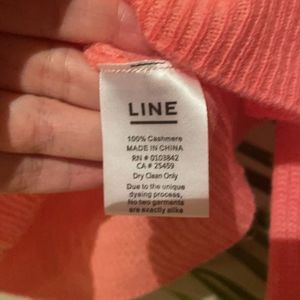 LINE
100% Cashmere
MADE IN CHINA
RN # 0103842
CA # 25459
Dry Clean Only
Due to the unique
dyeing process,
No two garments
are exactly alike